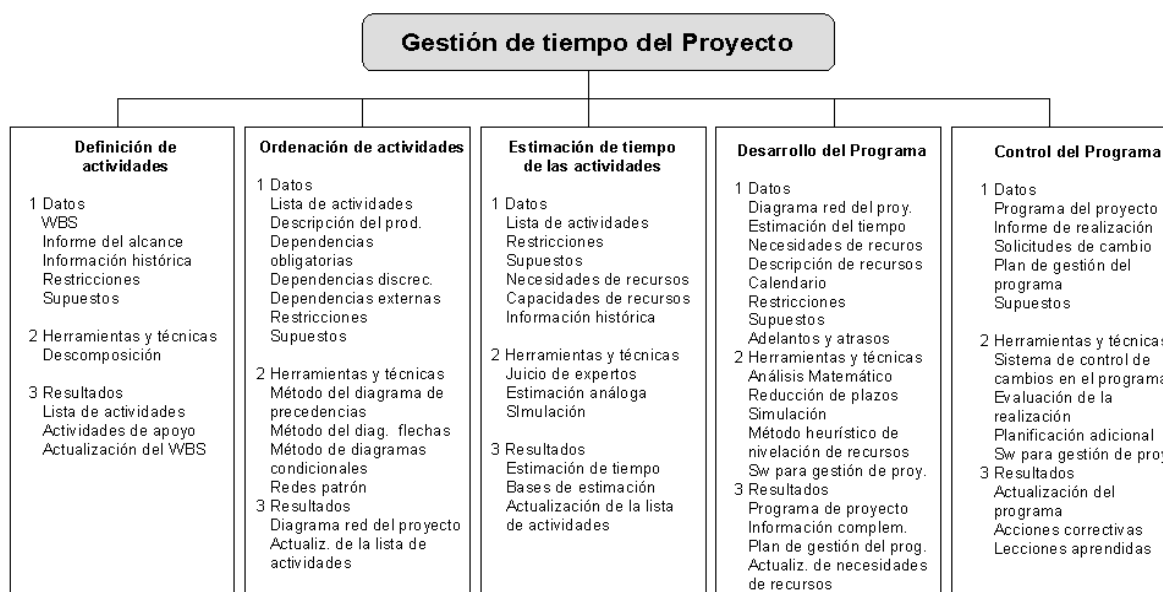 Gestión de tiempo del Proyecto
Definición de
actividades
1 Datos
WBS
Informe del alcance
Información histórica
Restricciones
Supuestos
2 Herramientas y técnicas
Descomposición
3 Resultados
Lista de actividades
Actividades de apoyo
Actualización del WBS
Ordenación de actividades
1 Datos
Lista de actividades
Descripción del prod.
Dependencias
obligatorias
Dependencias discrec.
Dependencias externas
Restricciones
Supuestos
2 Herramientas y técnicas
Método del diagrama de
precedencias
Método del diag. flechas
Método de diagramas
condicionales
Redes patrón
3 Resultados
Diagrama red del proyecto
Actualiz. de la lista de
actividades
Estimación de tiempo
de las actividades
1 Datos
Lista de actividades
Restricciones
Supuestos
Necesidades de recursos
Capacidades de recursos
Información histórica
2 Herramientas y técnicas
Juicio de expertos
Estimación análoga
SImulación
3 Resultados
Estimación de tiempo
Bases de estimación
Actualización de la lista
de actividades
Desarrollo del Programa
1 Datos
Diagrama red del proy.
Estimación del tiempo
Necesidades de recuros
Descripción de recursos
Calendario
Restricciones
Supuestos
Adelantos y atrasos
2 Herramientas y técnicas
Análisis Matemático
Reducción de plazos
Simulación
Método heurístico de
nivelación de recursos
Sw para gestión de proy.
3 Resultados
Programa de proyecto
Información complem.
Plan de gestión del prog.
Actualiz. de necesidades
de recursos
Control del Programa
1 Datos
Programa del proyecto
Informe de realización
Solicitudes de cambio
Plan de gestión del
programa
Supuestos
2 Herramientas y técnicas
Sistema de control de
cambios en el programa
Evaluación de la
realización
Planificación adicional
Sw para gestión de proy
3 Resultados
Actualización del
programa
Acciones correctivas
Lecciones aprendidas